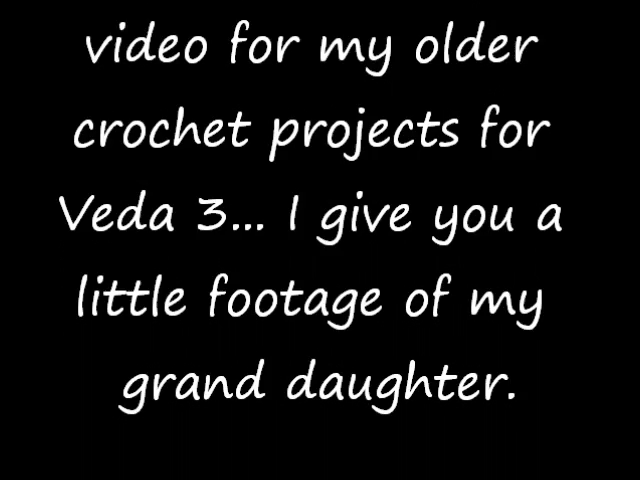 video for my older
crochet projects for
Veda 3... I give you a
little footage of my
grand daughter.